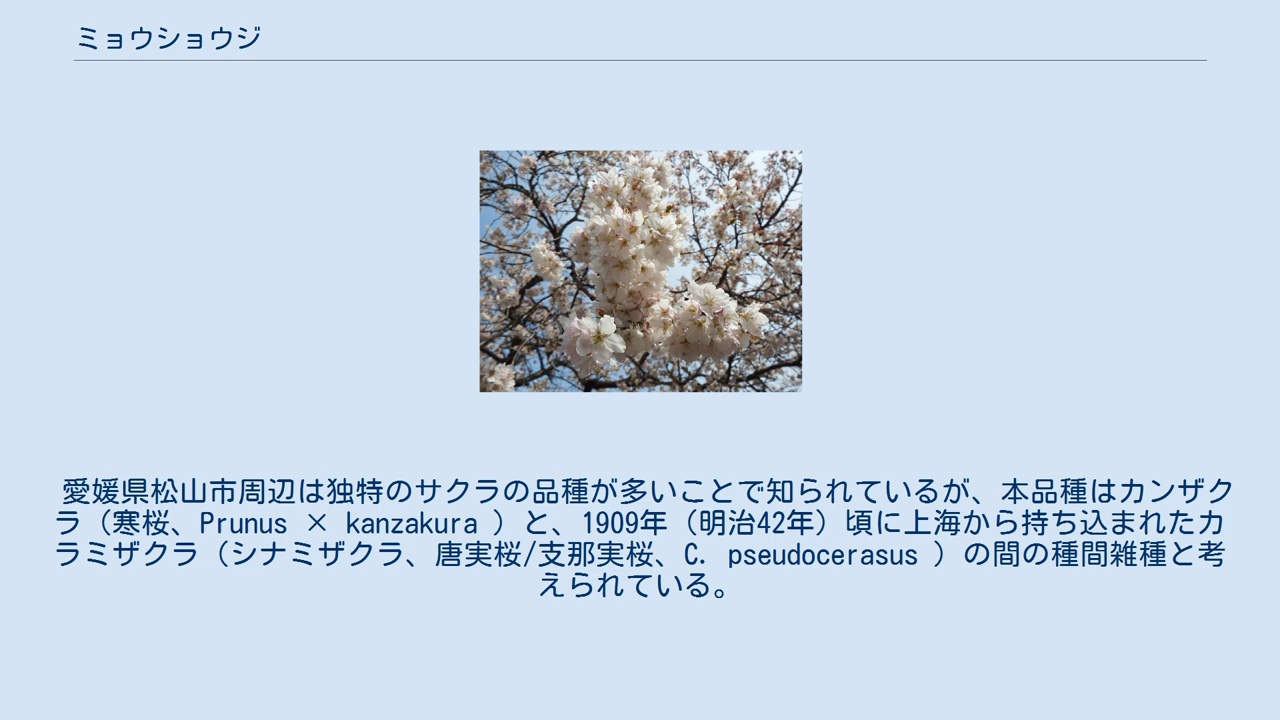 ミョウショウジ
愛媛県松山市周辺は独特のサクラの品種が多いことで知られているが、本品種はカンザク
ラ（寒桜、Prunus × kanzakura ）と、1909年（明治42年）頃に上海から持ち込まれたカ
ラミザクラ（シナミザクラ、唐実桜/支那実桜、C. pseudocerasus ）の間の種間雑種と考
えられている。